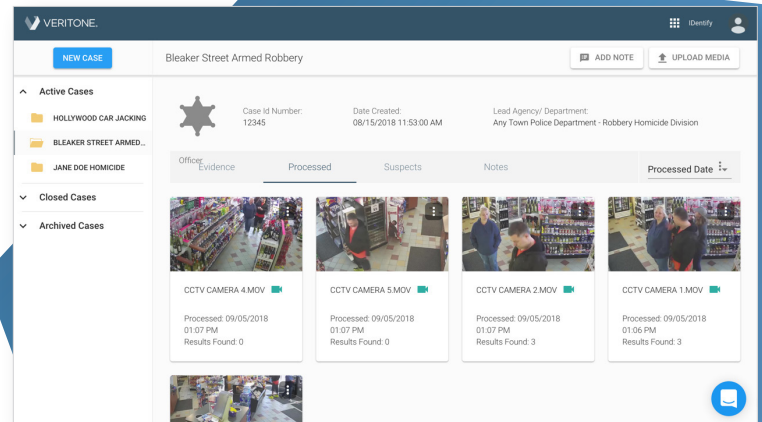 VERITONE.
IDentify
NEW CASE
Bleaker Street Armed Robbery
ADD NOTE
UPLOAD MEDIA
Active Cases
HOLLYWOOD CAR JACKING
BLEAKER STREET ARMED...
JANE DOE HOMICIDE
Closed Cases
Archived Cases
Case Id Number:
12345
Date Created:
08/15/2018 11:53:00 AM
Lead Agency/ Department:
Any Town Police Department - Robbery Homicide Division
Officer
Evidence
Processed
Suspects
Notes
Processed Date
CCTV CAMERA 4.MOV
Processed: 09/05/2018
01:07 PM
Results Found: 0
CCTV CAMERA 5.MOV
Processed: 09/05/2018
01:07 PM
Results Found: 0
CCTV CAMERA 2.MOV
Processed: 09/05/2018
01:07 PM
Results Found: 3
CCTV CAMERA 1.MOV
Processed: 09/05/2018
01:06 PM
Results Found: 3